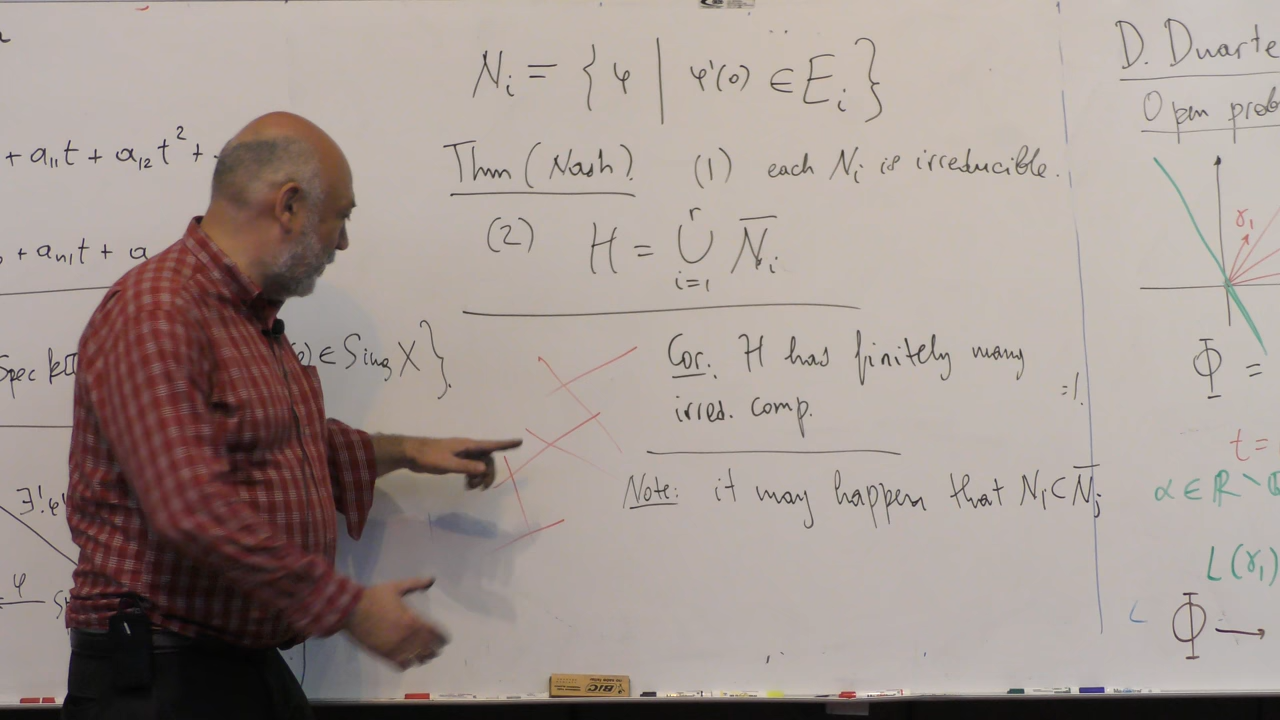 + a₁₁t + a₁₂t² +
+ aₙ₁t + a
Spec k
) ∈ Sing X}.
∃!φ'
φ
Nᵢ = {φ | φ'(0) ∈ Eᵢ}
Thm (Nash). (1) each Nᵢ is irreducible.
(2) H = ⋃ᵢ₌₁ʳ N̄ᵢ
Cor. H has finitely many
irred. comp.
=1.
Note: it may happen that Nᵢ ⊂ N̄ⱼ
D. Duarte
Open prob
γ₁
Φ =
t =
α ∈ ℝ \ ℚ
L(γ₁)
Φ →
BIC